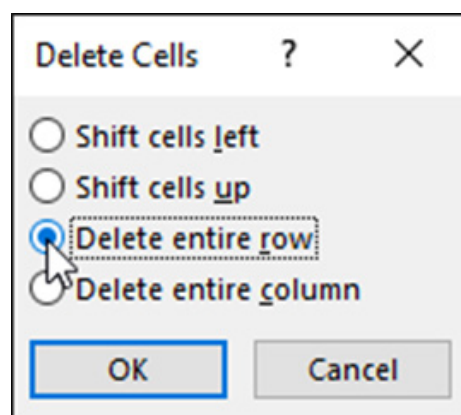 Delete Cells ?
Shift cells left
Shift cells up
Delete entire row
Delete entire column
OK Cancel